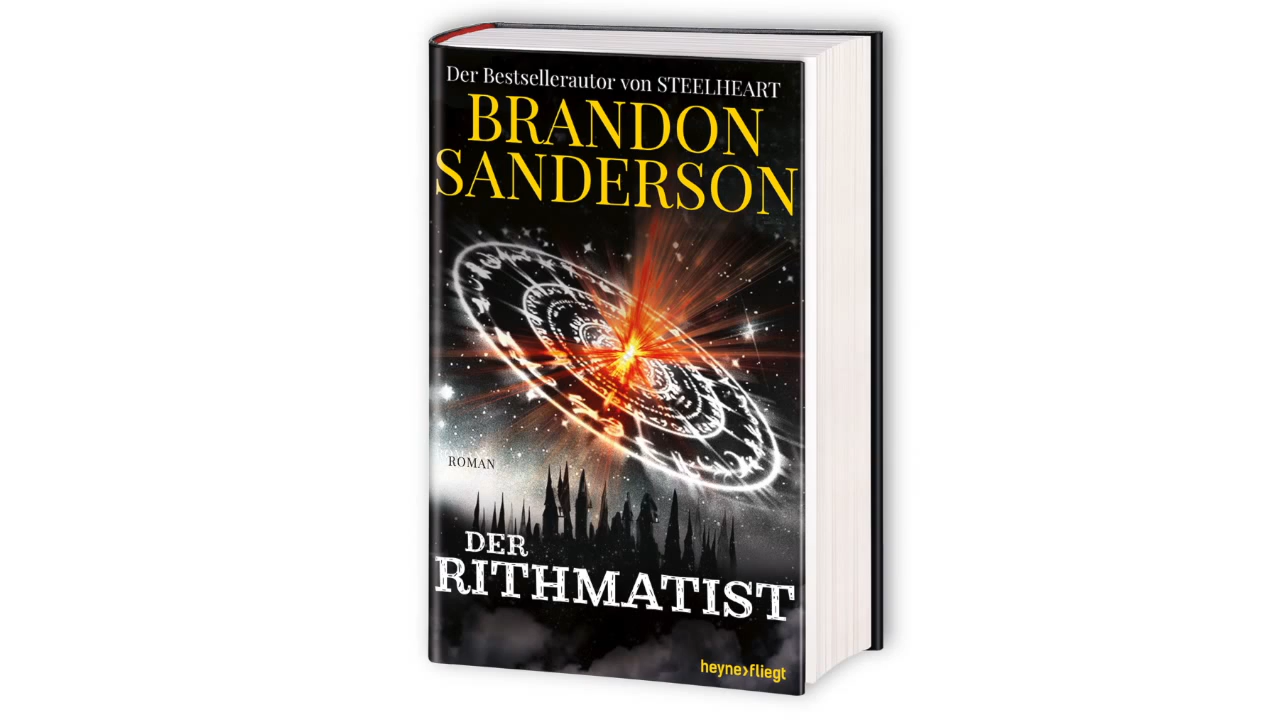 Der Bestsellerautor von STEELHEART
BRANDON
SANDERSON
ROMAN
DER
RITHMATIST
heyne›fliegt